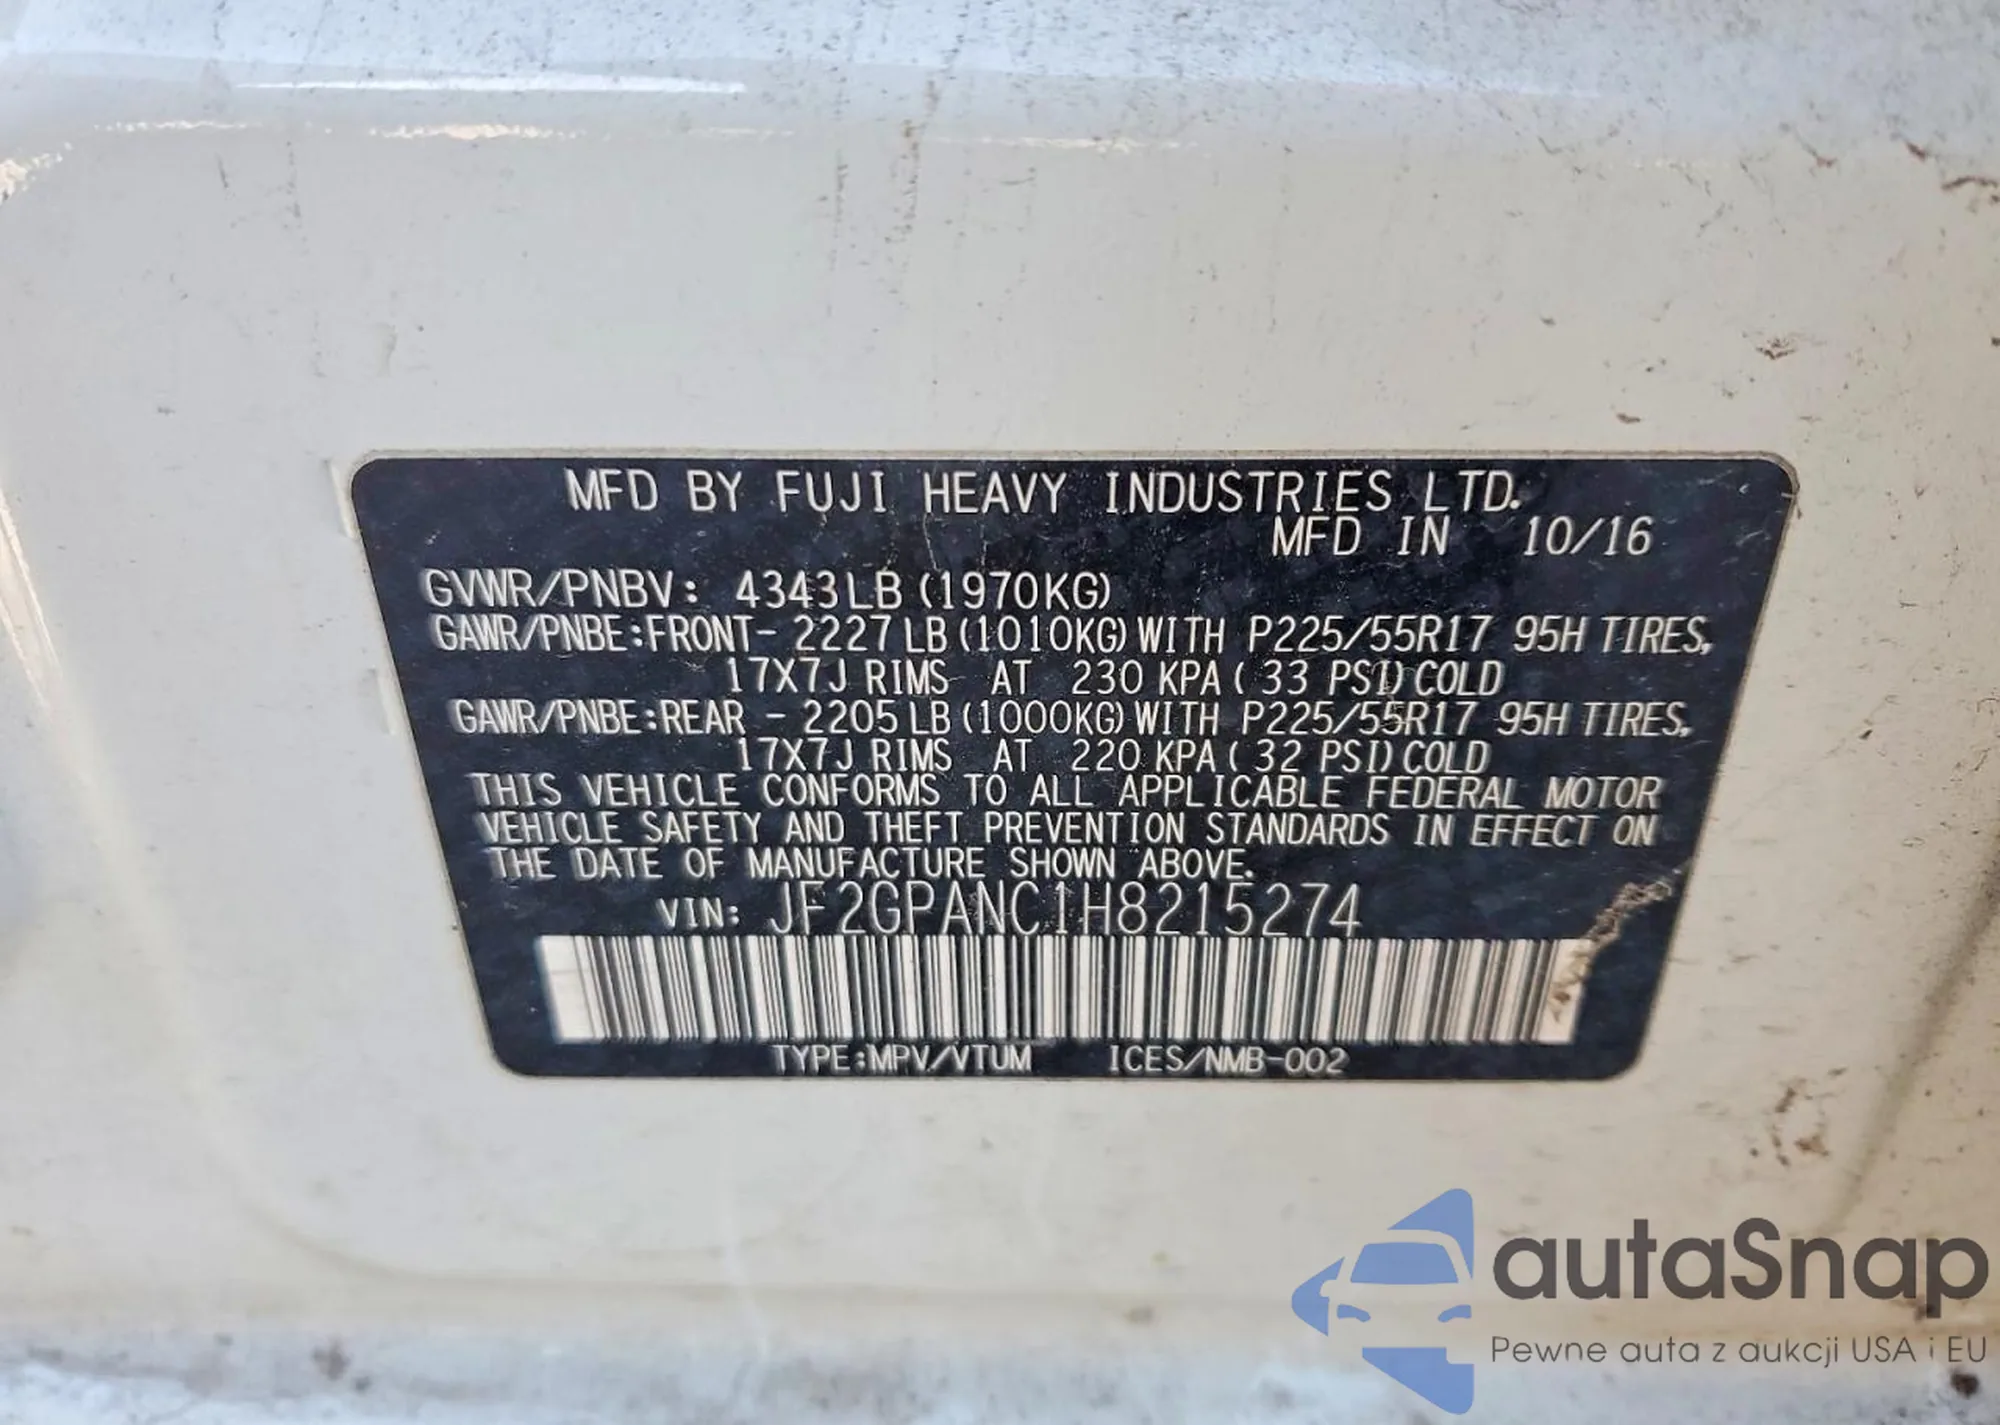 MFD BY FUJI HEAVY INDUSTRIES LTD.
MFD IN 10/16
GVWR/PNBV: 4343LB (1970KG)
GAWR/PNBE:FRONT- 2227LB (1010KG) WITH P225/55R17 95H TIRES,
17X7J RIMS AT 230 KPA ( 33 PSI) COLD
GAWR/PNBE:REAR - 2205LB (1000KG) WITH P225/55R17 95H TIRES,
17X7J RIMS AT 220 KPA ( 32 PSI) COLD
THIS VEHICLE CONFORMS TO ALL APPLICABLE FEDERAL MOTOR
VEHICLE SAFETY AND THEFT PREVENTION STANDARDS IN EFFECT ON
THE DATE OF MANUFACTURE SHOWN ABOVE.
VIN: JF2GPANC1H8215274
TYPE:MPV/VTUM ICES/NMB-002
autaSnap
Pewne auta z aukcji USA i EU